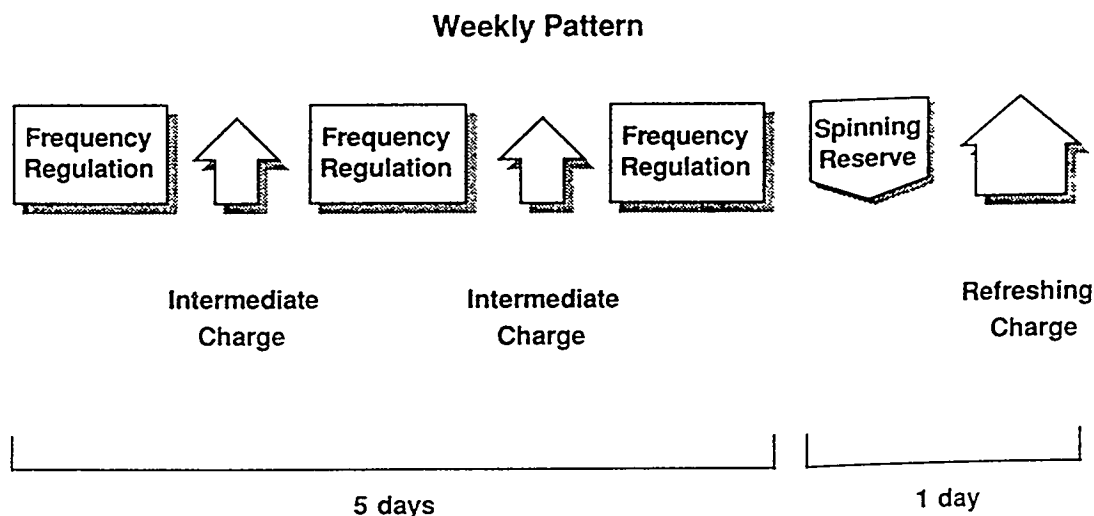 Weekly Pattern
Frequency
Regulation
Frequency
Regulation
Frequency
Regulation
Spinning
Reserve
Intermediate
Charge
Intermediate
Charge
Refreshing
Charge
5 days
1 day